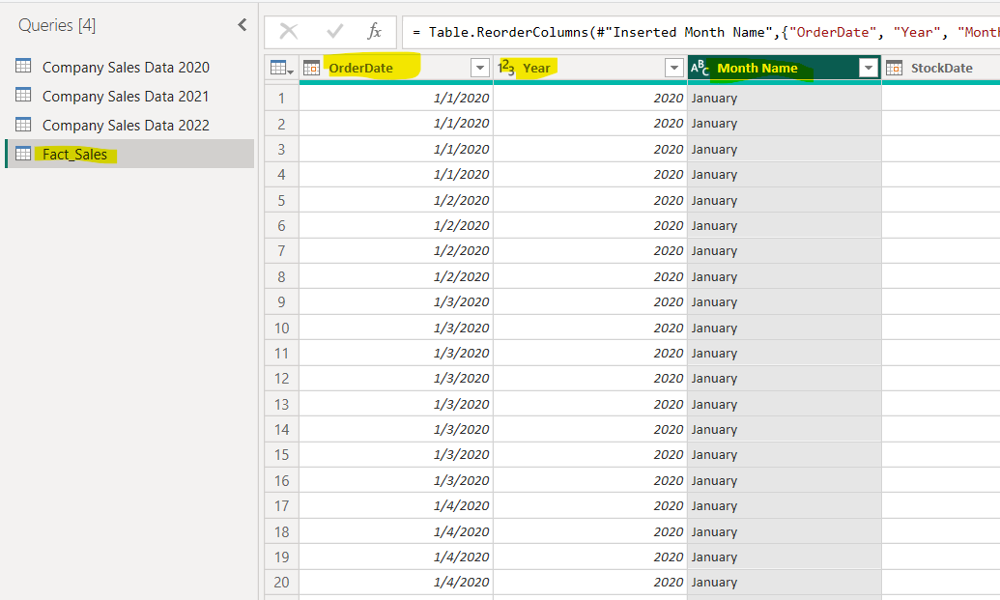 Queries [4]
Company Sales Data 2020
Company Sales Data 2021
Company Sales Data 2022
Fact_Sales
fx
= Table.ReorderColumns(#"Inserted Month Name",{"OrderDate", "Year", "Mont
OrderDate 1²3 Year ABC Month Name StockDate
1 1/1/2020 2020 January
2 1/1/2020 2020 January
3 1/1/2020 2020 January
4 1/1/2020 2020 January
5 1/2/2020 2020 January
6 1/2/2020 2020 January
7 1/2/2020 2020 January
8 1/2/2020 2020 January
9 1/3/2020 2020 January
10 1/3/2020 2020 January
11 1/3/2020 2020 January
12 1/3/2020 2020 January
13 1/3/2020 2020 January
14 1/3/2020 2020 January
15 1/3/2020 2020 January
16 1/3/2020 2020 January
17 1/4/2020 2020 January
18 1/4/2020 2020 January
19 1/4/2020 2020 January
20 1/4/2020 2020 January